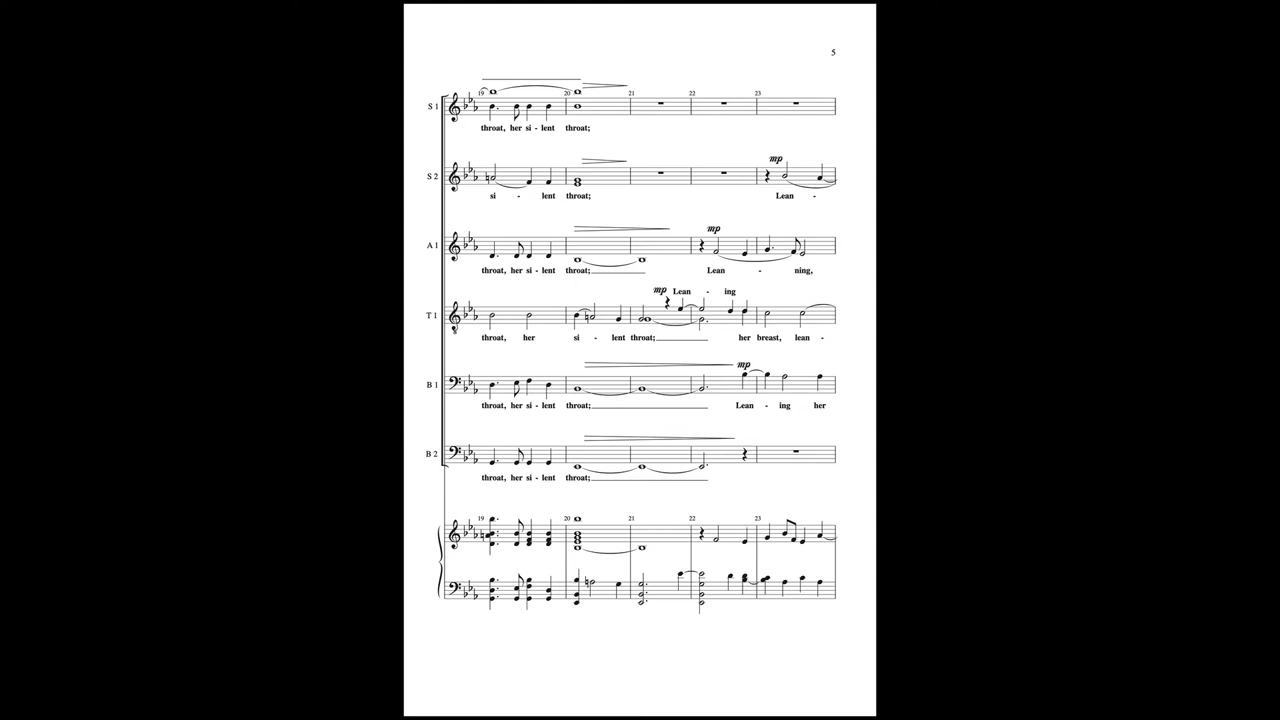 5
19 20 21 22 23
S 1
throat, her si - lent throat;
mp
S 2
si - lent throat; Lean -
mp
A 1
throat, her si - lent throat; Lean - ning,
mp Lean - ing
T 1
throat, her si - lent throat; her breast, lean -
mp
B 1
throat, her si - lent throat; Lean - ing her
B 2
throat, her si - lent throat;
19 20 21 22 23